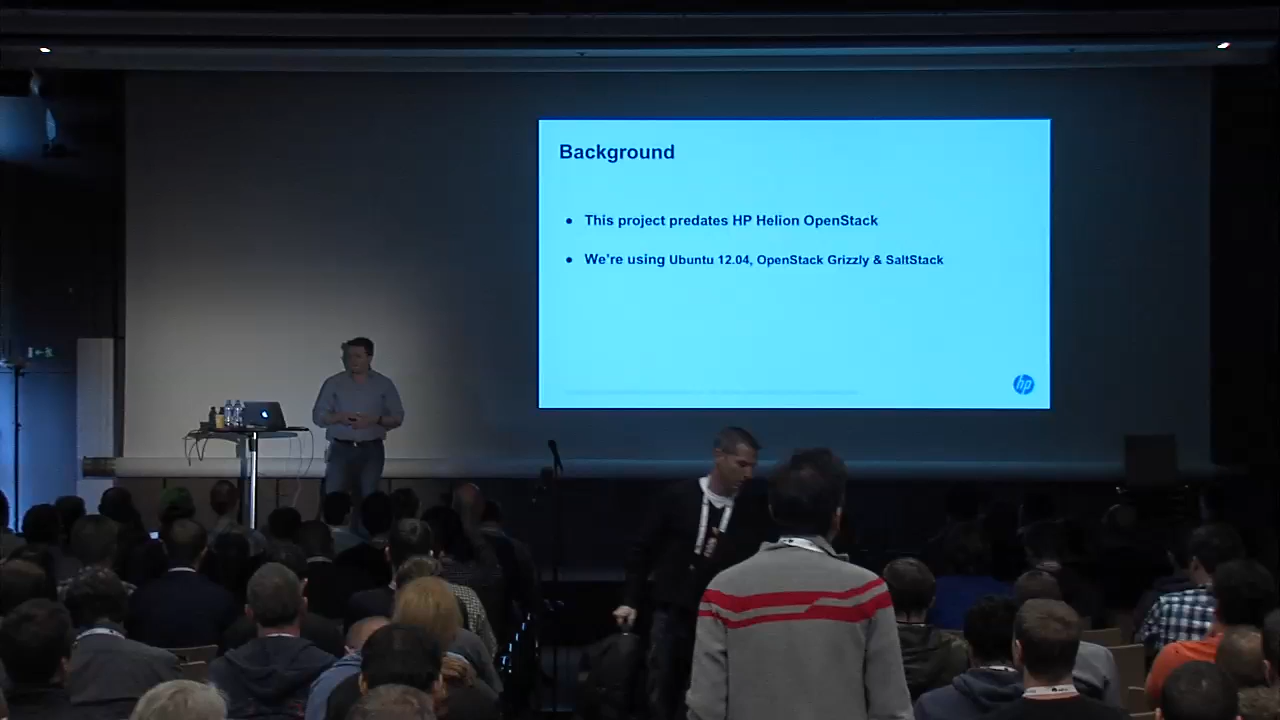 Background
● This project predates HP Helion OpenStack
● We're using Ubuntu 12.04, OpenStack Grizzly & SaltStack
hp